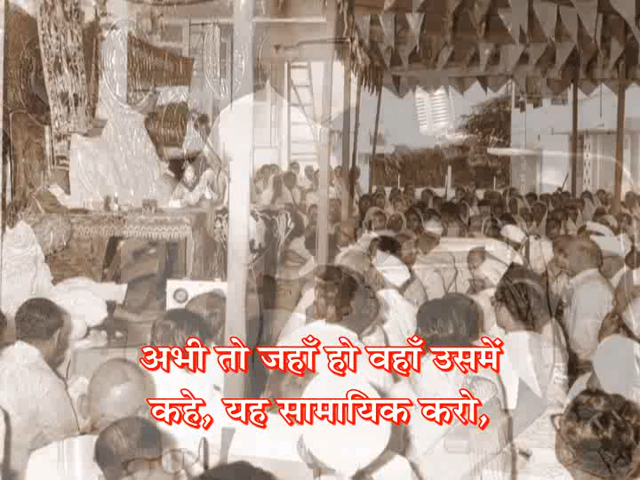 अभी तो जहाँ हो वहाँ उसमें
कहे, यह सामायिक करो,